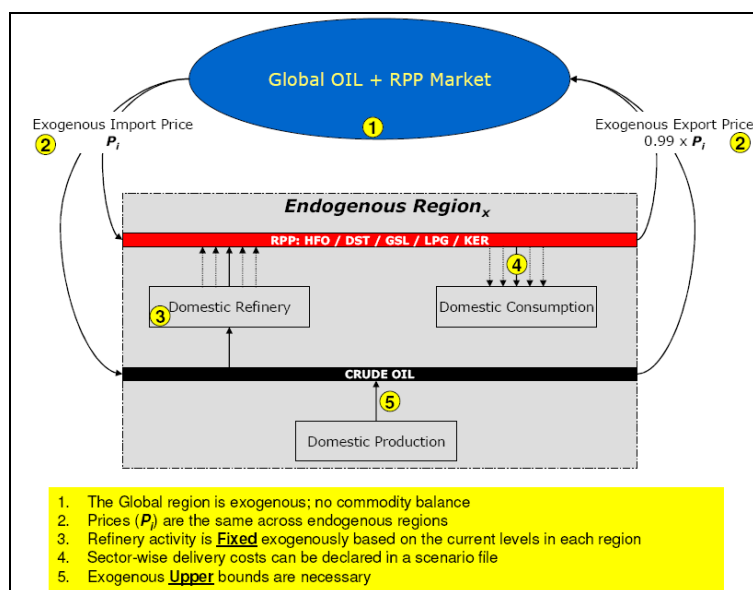 Global OIL + RPP Market
1
Exogenous Import Price
2
Pi
Exogenous Export Price
0.99 x Pi
2
Endogenous Regionx
RPP: HFO / DST / GSL / LPG / KER
4
Domestic Refinery
3
Domestic Consumption
CRUDE OIL
5
Domestic Production
1. The Global region is exogenous; no commodity balance
2. Prices (Pi) are the same across endogenous regions
3. Refinery activity is Fixed exogenously based on the current levels in each region
4. Sector-wise delivery costs can be declared in a scenario file
5. Exogenous Upper bounds are necessary